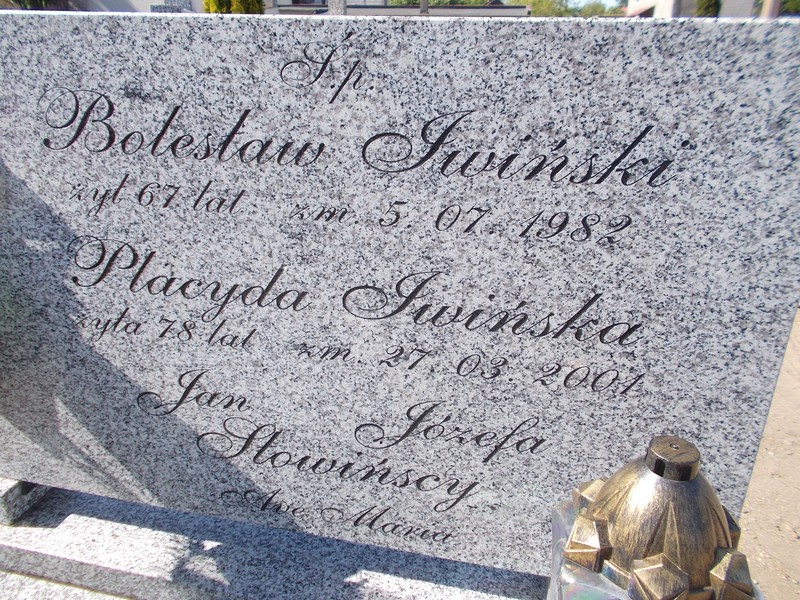 Ś.p.
Bolesław Iwiński
żył 67 lat zm. 5. 07. 1982
Placyda Iwińska
żyła 78 lat zm. 27. 03. 2001
Jan Józefa
Słowińscy
Ave Maria